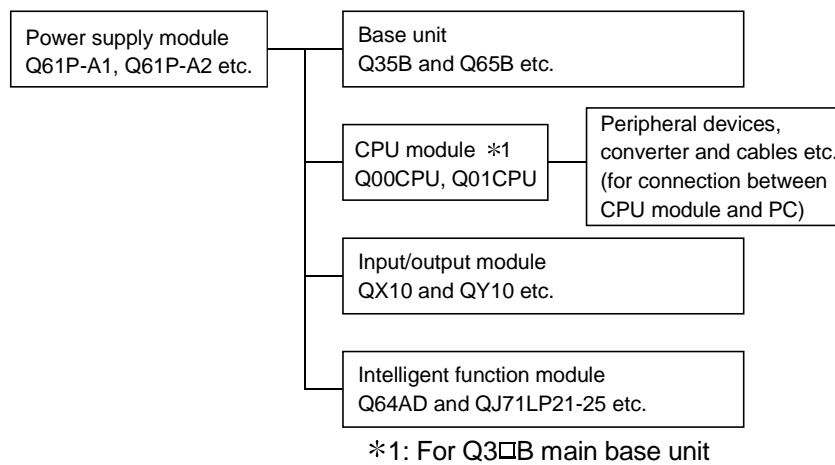 Power supply module
Q61P-A1, Q61P-A2 etc.
Base unit
Q35B and Q65B etc.
CPU module *1
Q00CPU, Q01CPU
Peripheral devices,
converter and cables etc.
(for connection between
CPU module and PC)
Input/output module
QX10 and QY10 etc.
Intelligent function module
Q64AD and QJ71LP21-25 etc.
*1: For Q3□B main base unit